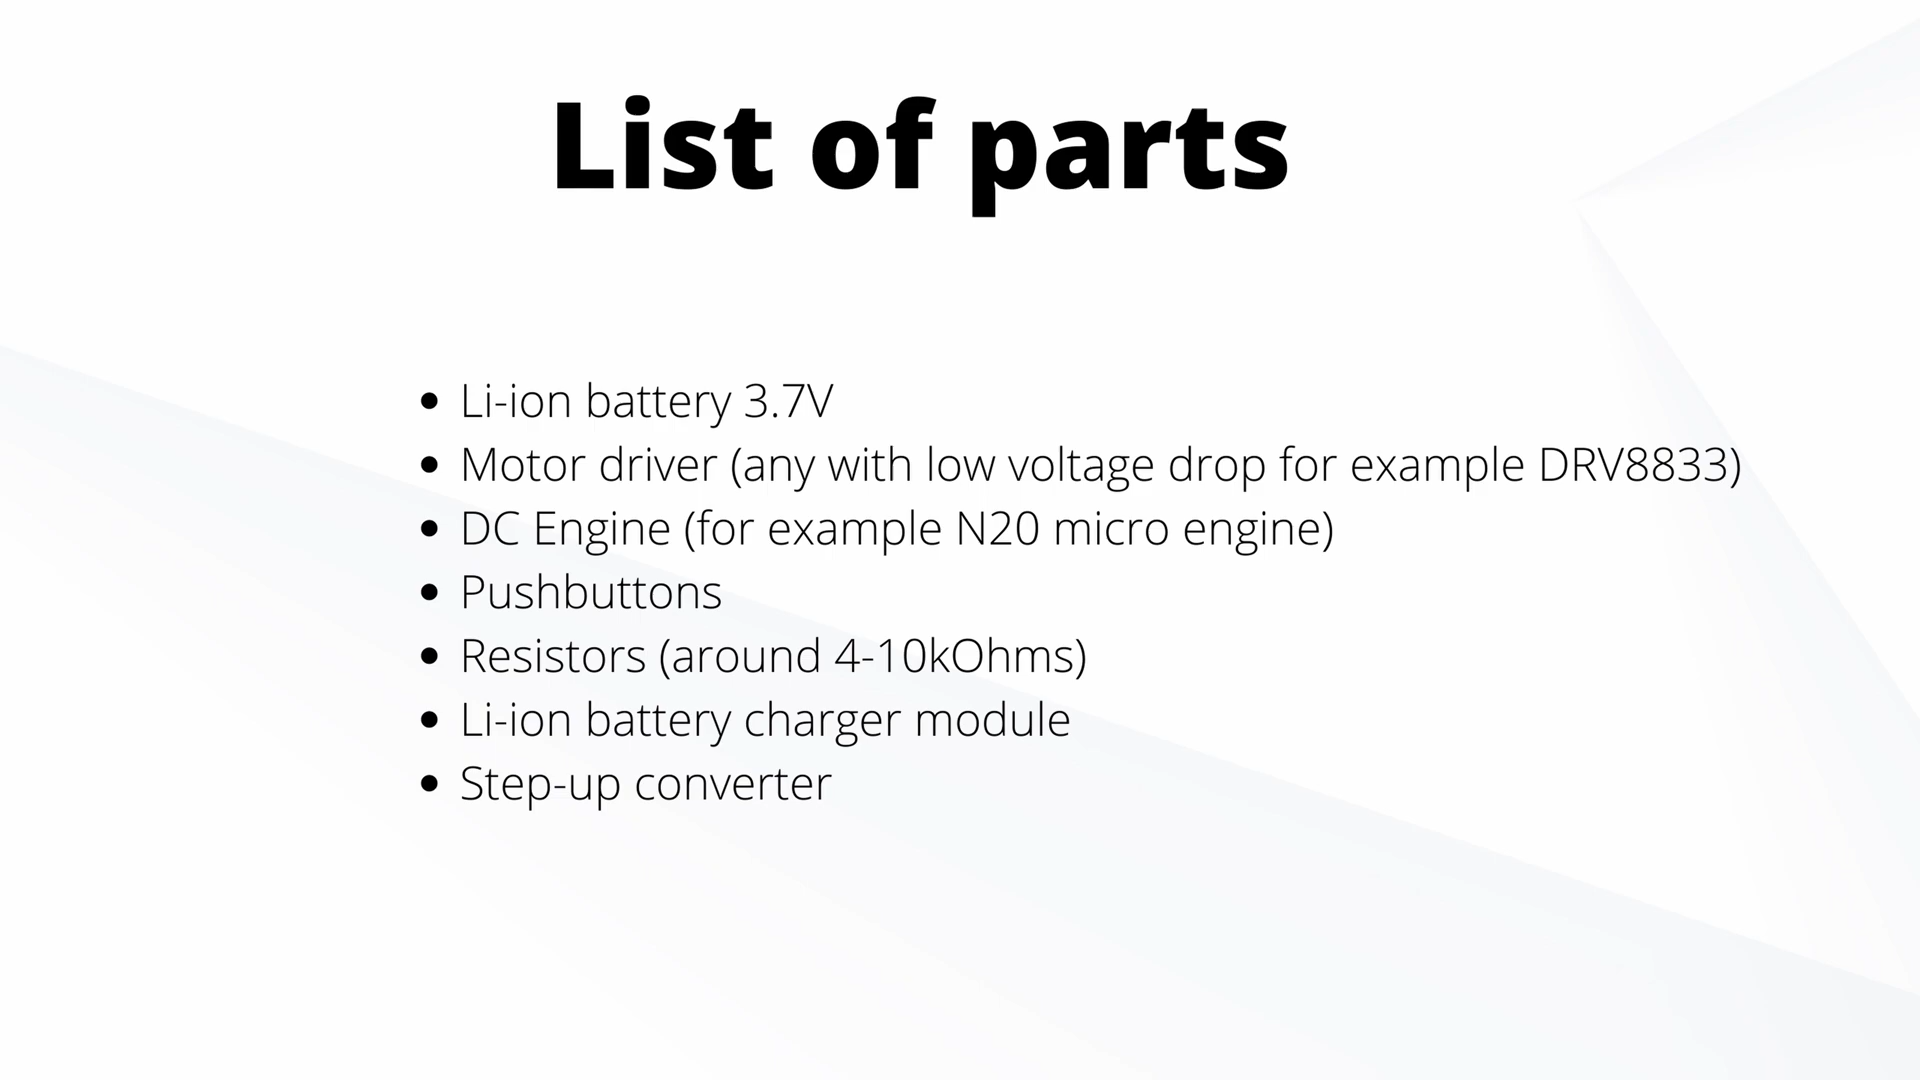 List of parts
• Li-ion battery 3.7V
• Motor driver (any with low voltage drop for example DRV8833)
• DC Engine (for example N20 micro engine)
• Pushbuttons
• Resistors (around 4-10kOhms)
• Li-ion battery charger module
• Step-up converter